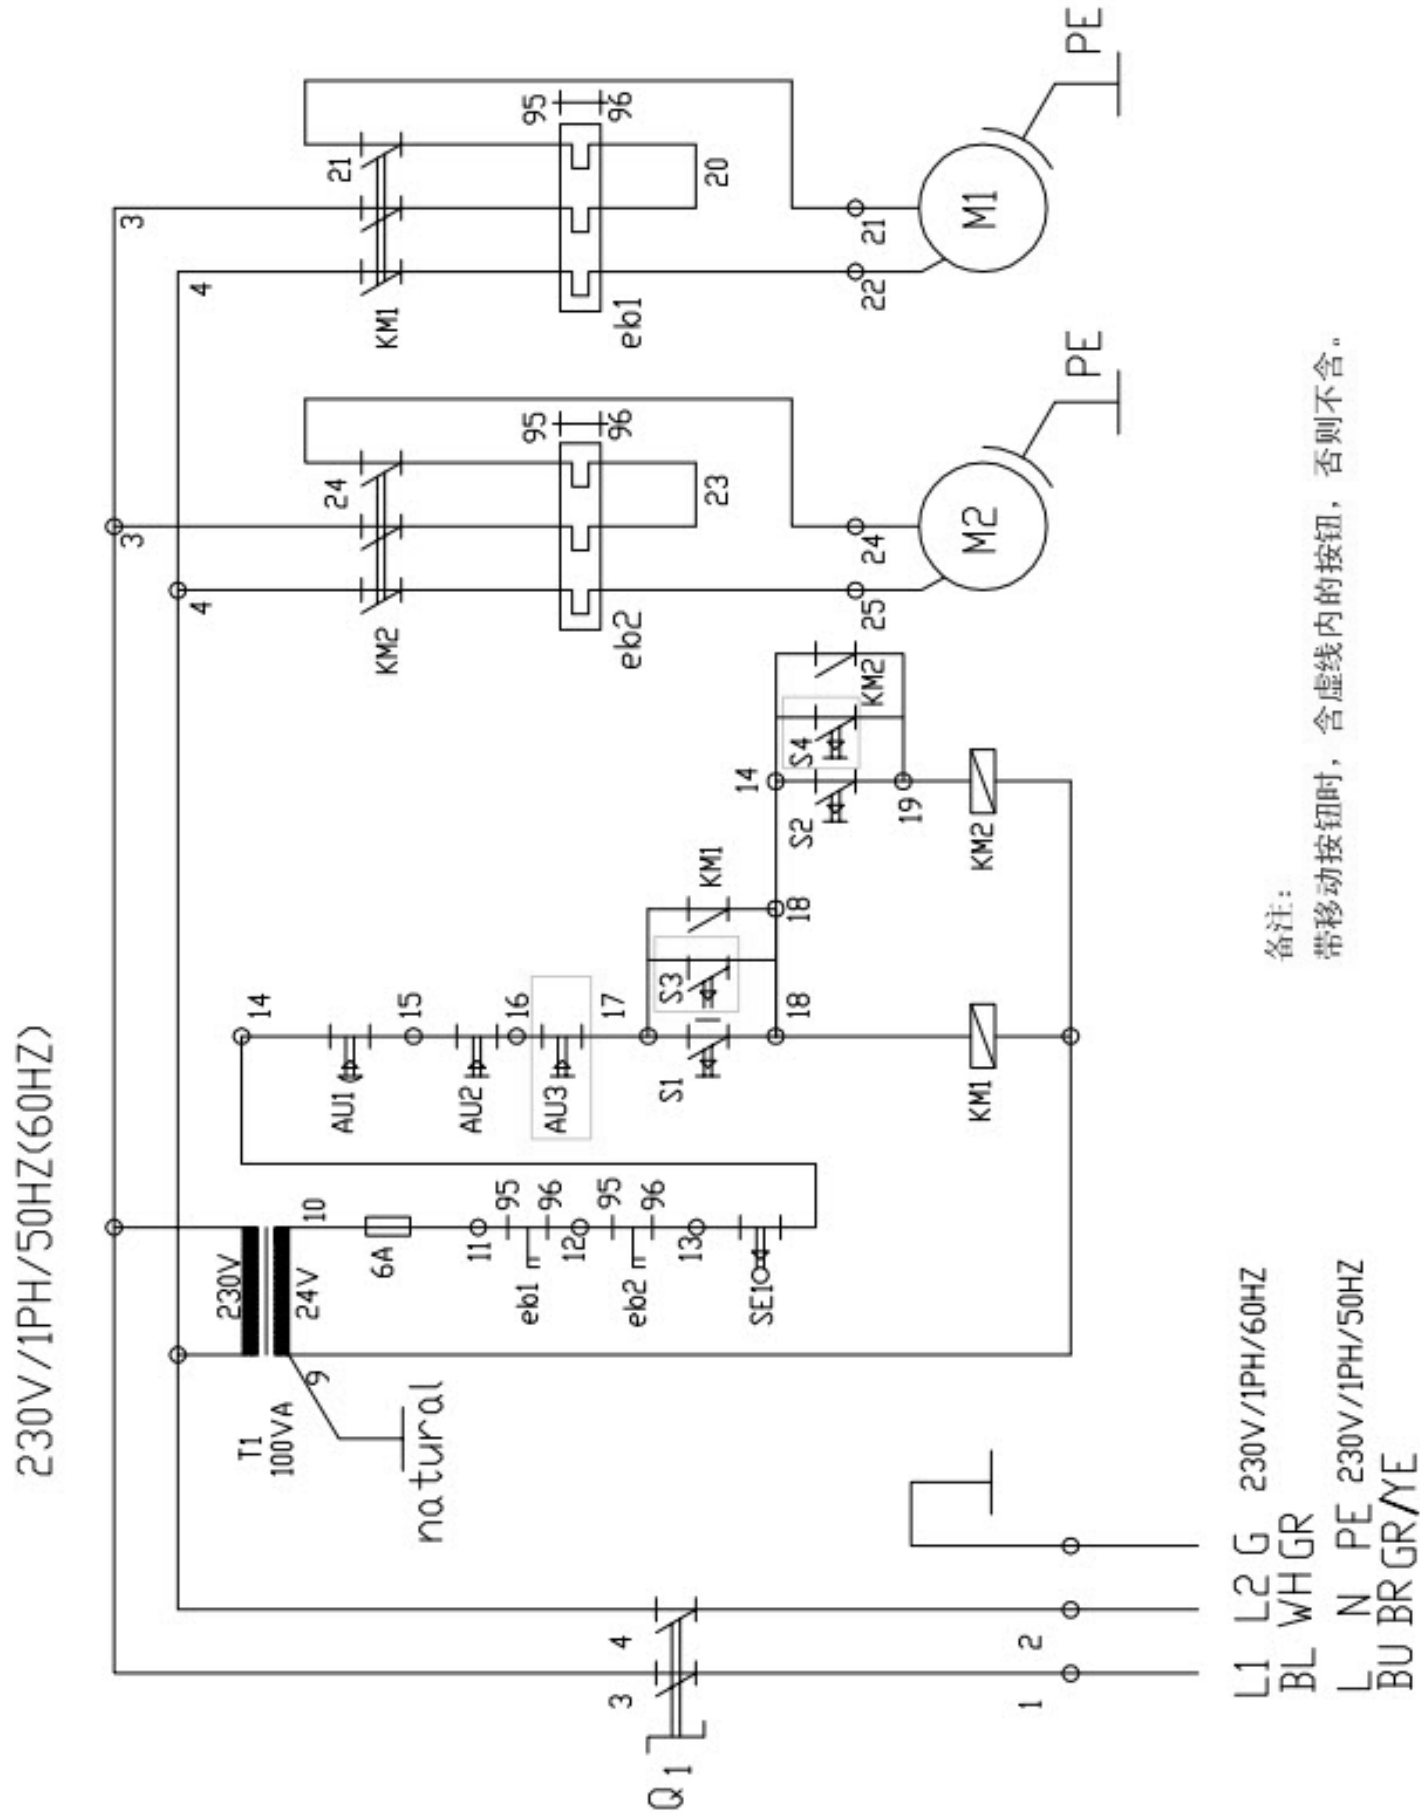 230V/1PH/50HZ(60HZ)
3
3
4
4
T1
100VA
230V
24V
14
10
9
natural
AU1
24
21
6A
KM2
KM1
15
AU2
16
11
95
eb1
96
95
96
95
96
AU3
12
17
95
eb2
96
eb2
eb1
3
4
Q1
S1
S3
KM1
13
23
20
SE1
18
18
14
S2
S4
KM2
25
24
22
21
19
KM1
KM2
M2
M1
1
2
PE
PE
L1 L2 G 230V/1PH/60HZ
BL WH GR
L N PE 230V/1PH/50HZ
BU BR GR/YE
备注：
带移动按钮时，含虚线内的按钮，否则不含。